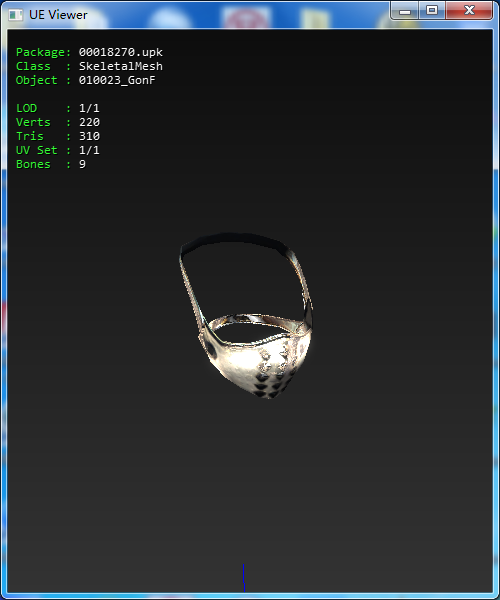 UE Viewer
Package: 00018270.upk
Class : SkeletalMesh
Object : 010023_GonF
LOD : 1/1
Verts : 220
Tris : 310
UV Set : 1/1
Bones : 9